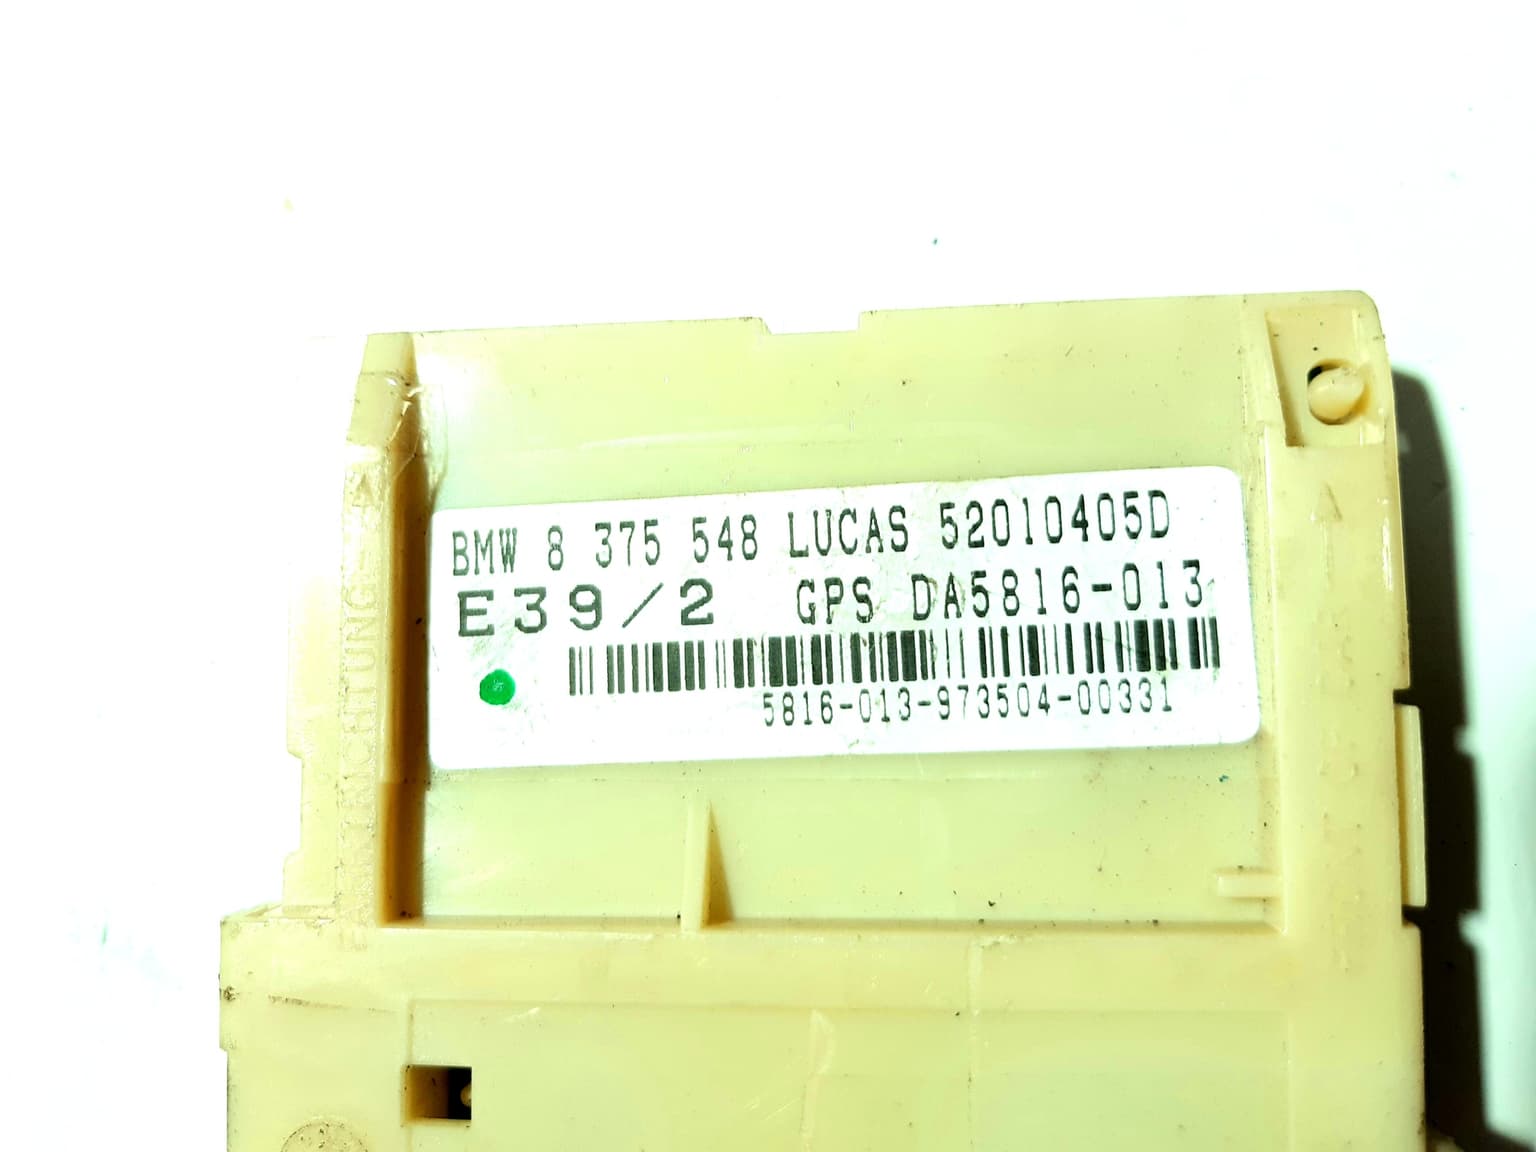 BMW 8 375 548 LUCAS 52010405D
E39/2 GPS DA5816-013
5816-013-973504-00331